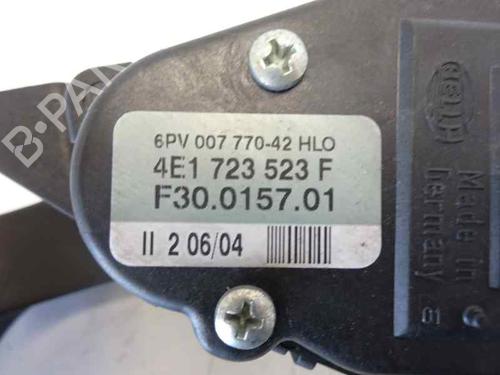 B-PARTS
6PV 007 770-42 HLO
4E1 723 523 F
F30.0157.01
II 2 06/04
HELLA
Made in
Germany